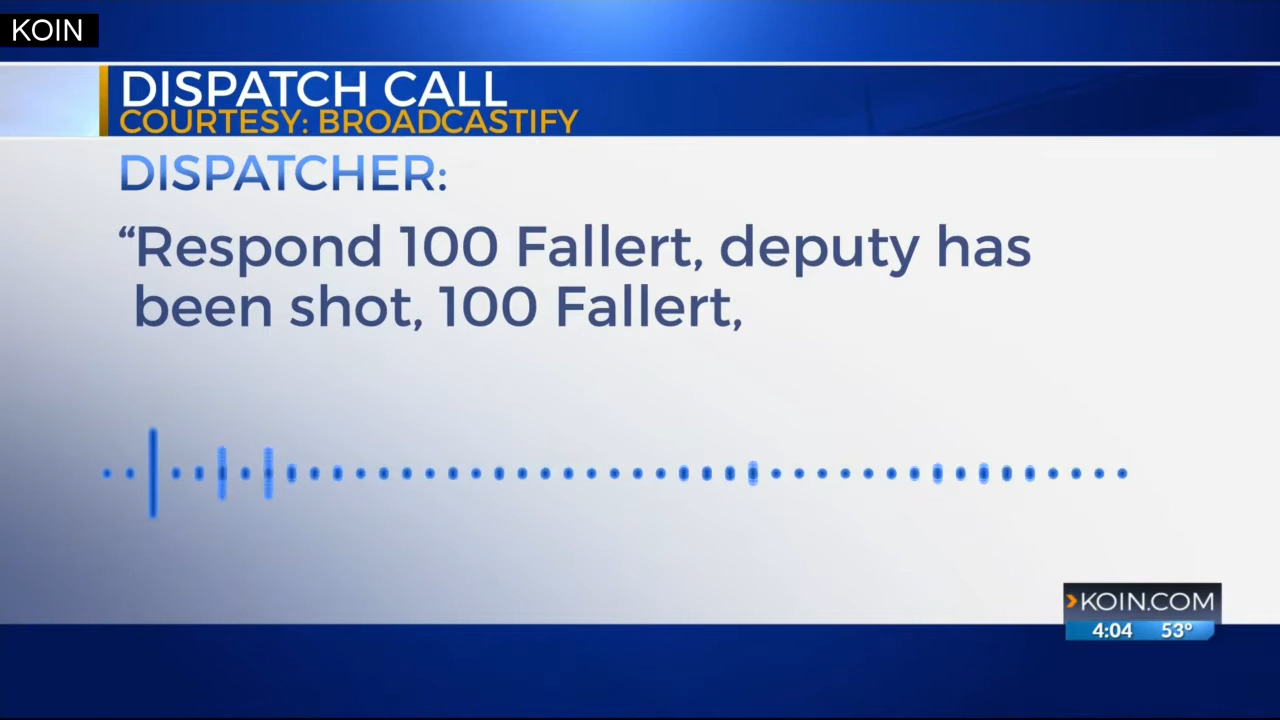 KOIN
DISPATCH CALL
COURTESY: BROADCASTIFY
DISPATCHER:
“Respond 100 Fallert, deputy has
been shot, 100 Fallert,
KOIN.COM
4:04 53°